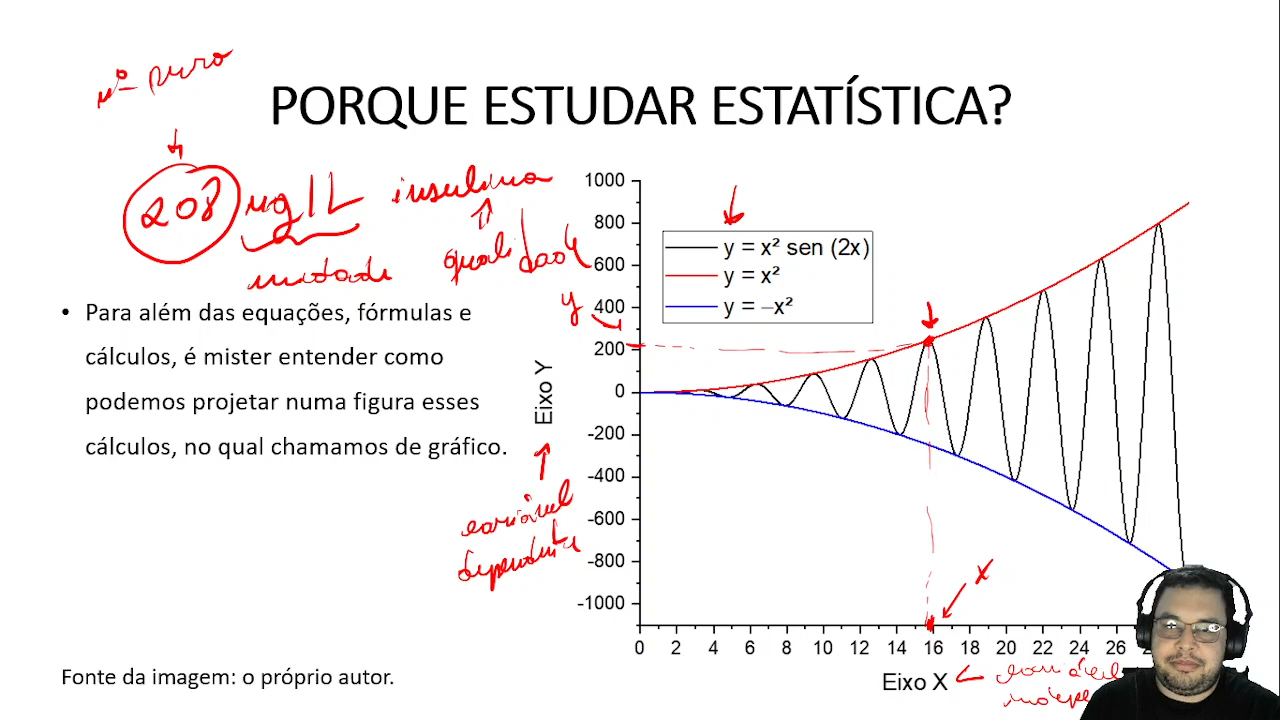 nº puro
PORQUE ESTUDAR ESTATÍSTICA?
208 µg/L insulina
unidade
qualidade
• Para além das equações, fórmulas e
cálculos, é mister entender como
podemos projetar numa figura esses
cálculos, no qual chamamos de gráfico.
Fonte da imagem: o próprio autor.
y
Eixo Y
variável
dependente
1000
800
600
400
200
0
-200
-400
-600
-800
-1000
y = x² sen (2x)
y = x²
y = −x²
x
0 2 4 6 8 10 12 14 16 18 20 22 24
Eixo X
variável